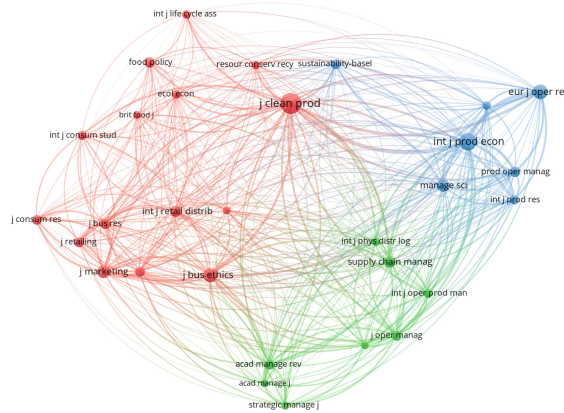 int j life cycle ass
food policy
resour conserv recy
sustainability-basel
ecol econ
j clean prod
eur j oper re
brit food j
int j consum stud
int j prod econ
prod oper manag
manage sci
int j prod res
j consum res
j bus res
int j retail distrib
j retailing
int j phys distr log
supply chain manag
j marketing
j bus ethics
int j oper prod man
j oper manag
acad manage rev
acad manage j
strategic manage j